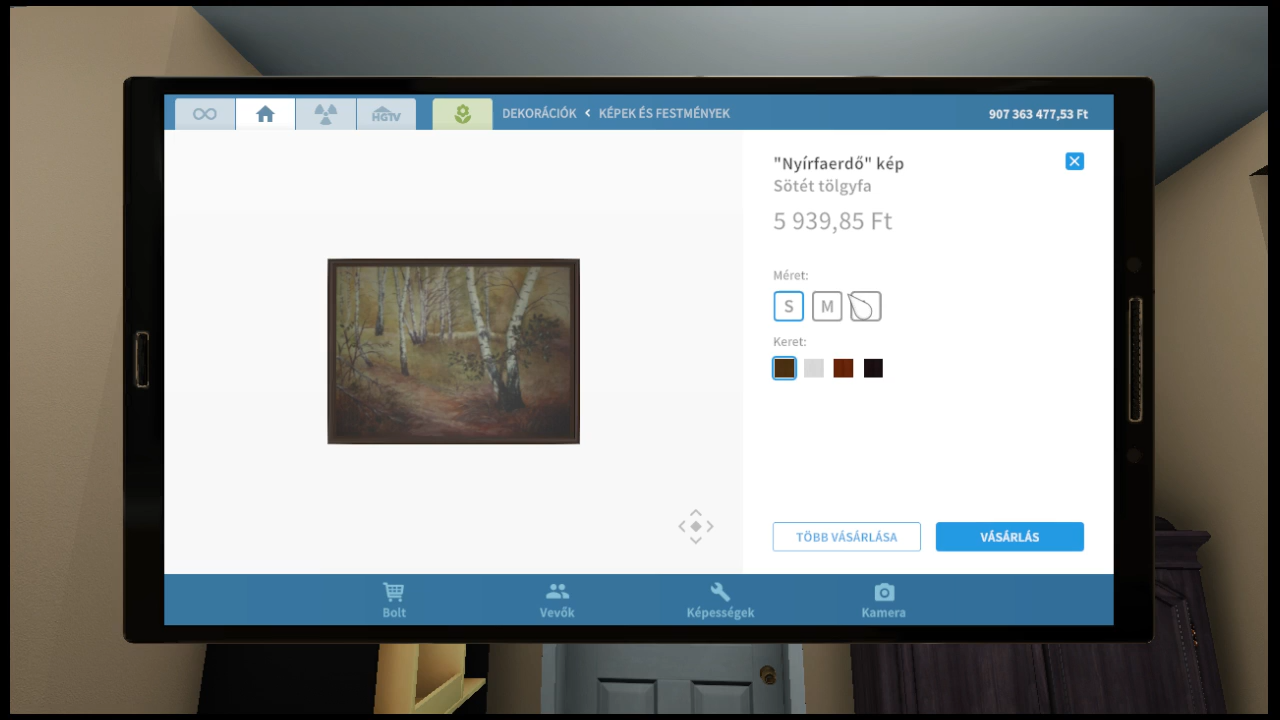 HGTV
DEKORÁCIÓK < KÉPEK ÉS FESTMÉNYEK
907 363 477,53 Ft
"Nyírfaerdő" kép
Sötét tölgyfa
5 939,85 Ft
Méret:
S M
Keret:
TÖBB VÁSÁRLÁSA
VÁSÁRLÁS
Bolt
Vevők
Képességek
Kamera